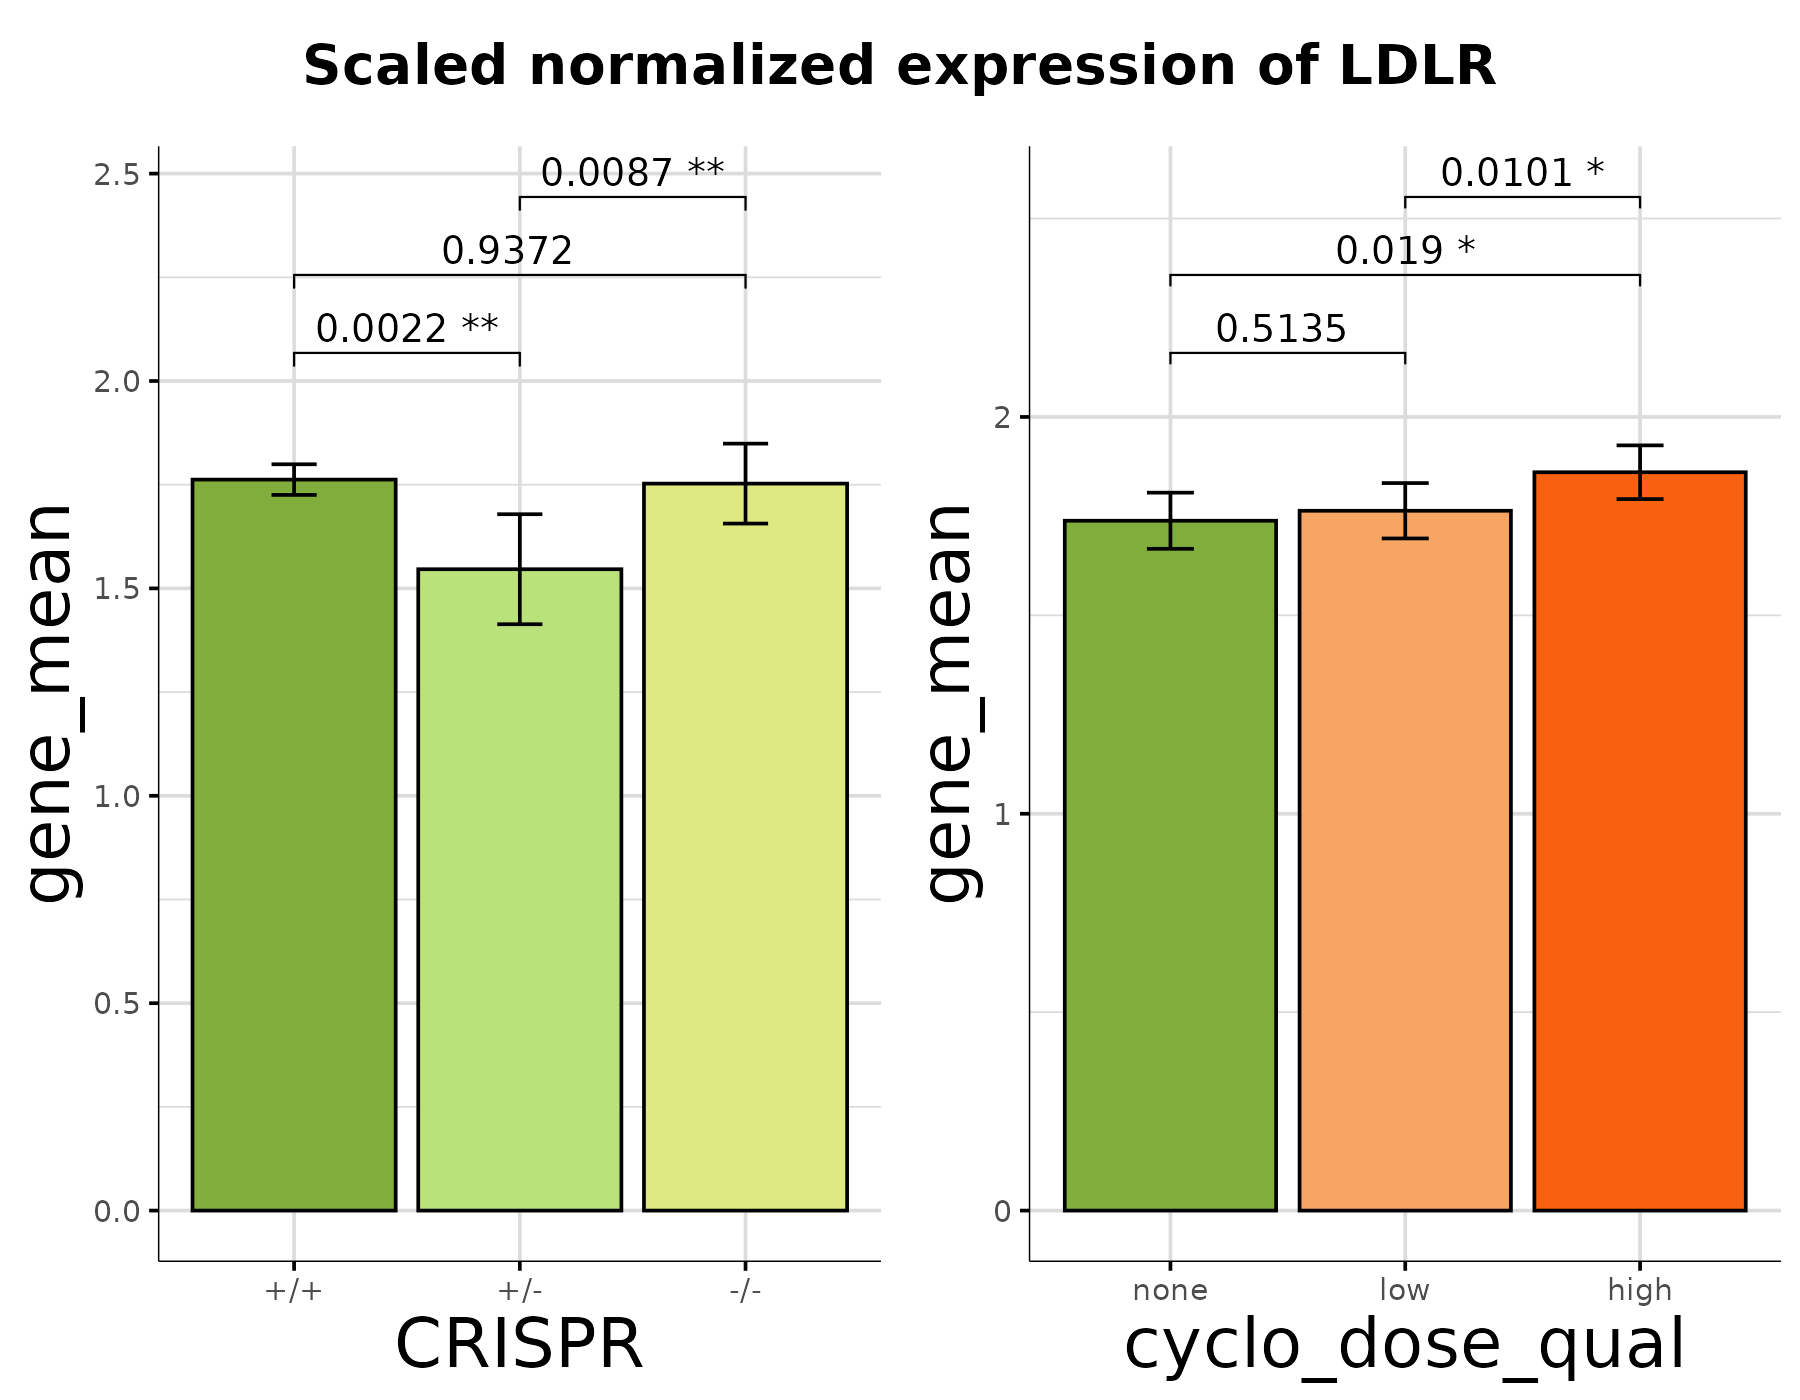 Scaled normalized expression of LDLR
gene_mean
2.5
2.0
1.5
1.0
0.5
0.0
0.0087 **
0.9372
0.0022 **
+/+
+/-
-/-
CRISPR
gene_mean
2
1
0
0.0101 *
0.019 *
0.5135
none
low
high
cyclo_dose_qual